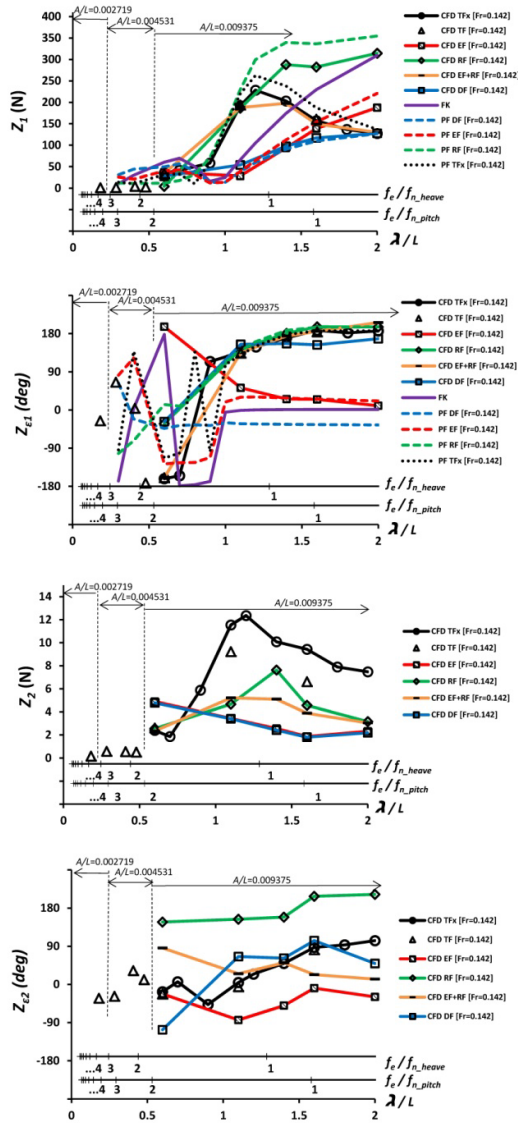 A/L=0.002719
A/L=0.004531
A/L=0.009375
400
350
300
250
200
150
100
50
0
Z1 (N)
CFD TFx [Fr=0.142]
CFD TF [Fr=0.142]
CFD EF [Fr=0.142]
CFD RF [Fr=0.142]
CFD EF+RF [Fr=0.142]
CFD DF [Fr=0.142]
FK
PF DF [Fr=0.142]
PF EF [Fr=0.142]
PF RF [Fr=0.142]
PF TFx [Fr=0.142]
...4 3 2 1 fe / fn_heave
...4 3 2 1 fe / fn_pitch
0 0.5 1 1.5 2 λ/L
A/L=0.002719
A/L=0.004531
A/L=0.009375
180
90
0
-90
-180
Zε1 (deg)
CFD TFx [Fr=0.142]
CFD TF [Fr=0.142]
CFD EF [Fr=0.142]
CFD RF [Fr=0.142]
CFD EF+RF [Fr=0.142]
CFD DF [Fr=0.142]
FK
PF DF [Fr=0.142]
PF EF [Fr=0.142]
PF RF [Fr=0.142]
PF TFx [Fr=0.142]
...4 3 2 1 fe / fn_heave
...4 3 2 1 fe / fn_pitch
0 0.5 1 1.5 2 λ/L
A/L=0.002719
A/L=0.004531
A/L=0.009375
14
12
10
8
6
4
2
0
Z2 (N)
CFD TFx [Fr=0.142]
CFD TF [Fr=0.142]
CFD EF [Fr=0.142]
CFD RF [Fr=0.142]
CFD EF+RF [Fr=0.142]
CFD DF [Fr=0.142]
...4 3 2 1 fe / fn_heave
...4 3 2 1 fe / fn_pitch
0 0.5 1 1.5 2 λ/L
A/L=0.002719
A/L=0.004531
A/L=0.009375
180
90
0
-90
-180
Zε2 (deg)
CFD TFx [Fr=0.142]
CFD TF [Fr=0.142]
CFD EF [Fr=0.142]
CFD RF [Fr=0.142]
CFD EF+RF [Fr=0.142]
CFD DF [Fr=0.142]
...4 3 2 1 fe / fn_heave
...4 3 2 1 fe / fn_pitch
0 0.5 1 1.5 2 λ/L